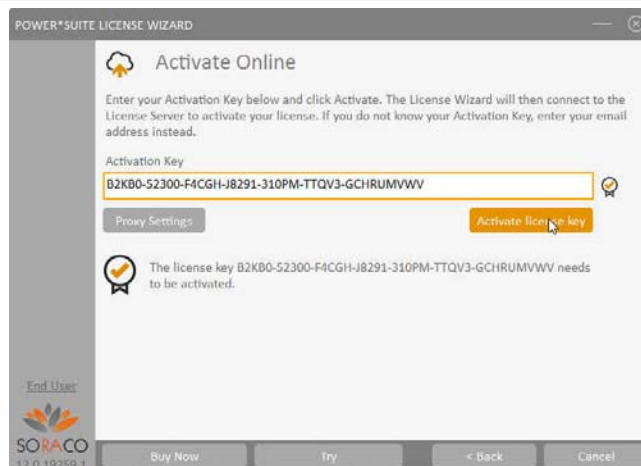 POWER*SUITE LICENSE WIZARD
Activate Online
Enter your Activation Key below and click Activate. The License Wizard will then connect to the
License Server to activate your license. If you do not know your Activation Key, enter your email
address instead.
Activation Key
B2KB0-52300-F4CGH-J8291-310PM-TTQV3-GCHRUMVWV
Proxy Settings
Activate license key
The license key B2KB0-52300-F4CGH-J8291-310PM-TTQV3-GCHRUMVWV needs
to be activated.
End User
SORACO
12.0.19259.1
Buy Now
Try
< Back
Cancel